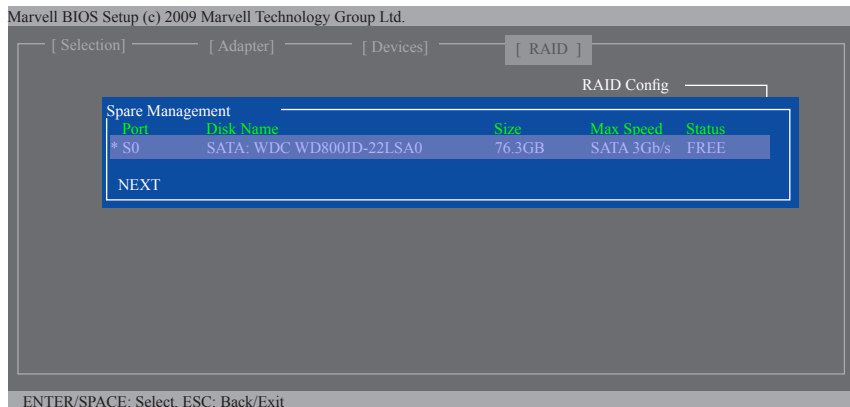 Marvell BIOS Setup (c) 2009 Marvell Technology Group Ltd.
[ Selection] [ Adapter] [ Devices] [ RAID ]
RAID Config
Spare Management
Port Disk Name Size Max Speed Status
* S0 SATA: WDC WD800JD-22LSA0 76.3GB SATA 3Gb/s FREE
NEXT
ENTER/SPACE: Select, ESC: Back/Exit